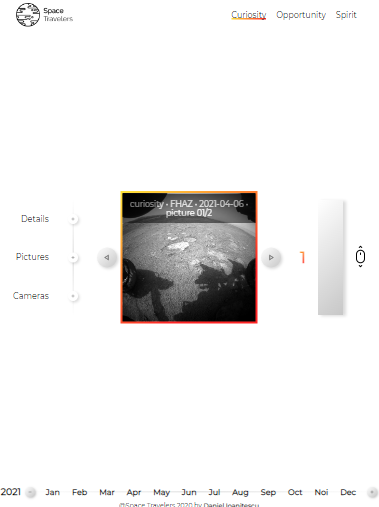 Space
Travelers
Curiosity Opportunity Spirit
curiosity • FHAZ • 2021-04-06 •
picture 01/2
Details
Pictures
Cameras
1
2021 Jan Feb Mar Apr May Jun Jul Aug Sep Oct Noi Dec
©Space Travelers 2020 by Daniel Ioanitescu